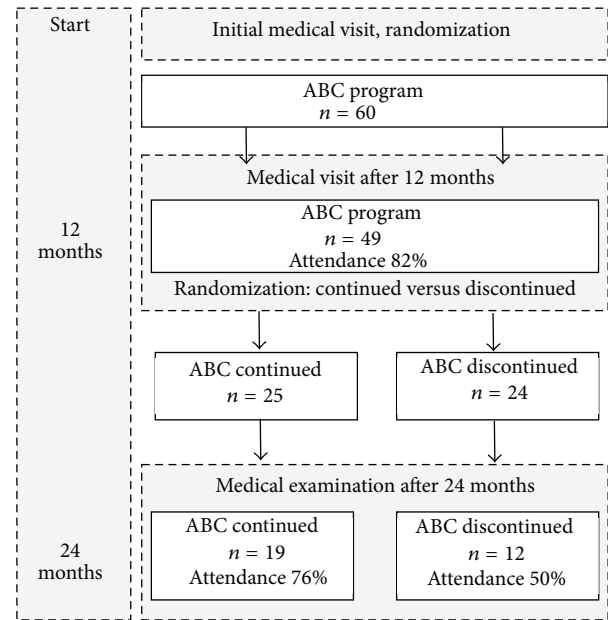 Start
Initial medical visit, randomization
ABC program
n = 60
Medical visit after 12 months
12
months
ABC program
n = 49
Attendance 82%
Randomization: continued versus discontinued
ABC continued
n = 25
ABC discontinued
n = 24
Medical examination after 24 months
24
months
ABC continued
n = 19
Attendance 76%
ABC discontinued
n = 12
Attendance 50%